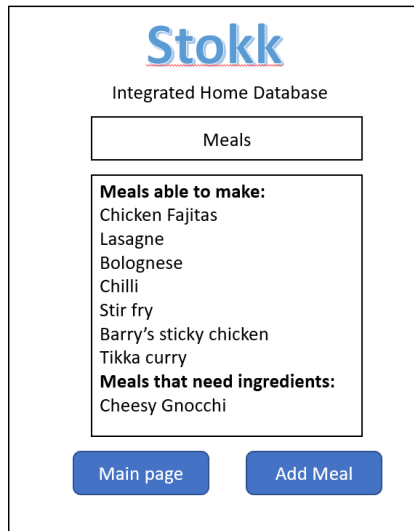 Stokk
Integrated Home Database
Meals
Meals able to make:
Chicken Fajitas
Lasagne
Bolognese
Chilli
Stir fry
Barry's sticky chicken
Tikka curry
Meals that need ingredients:
Cheesy Gnocchi
Main page
Add Meal